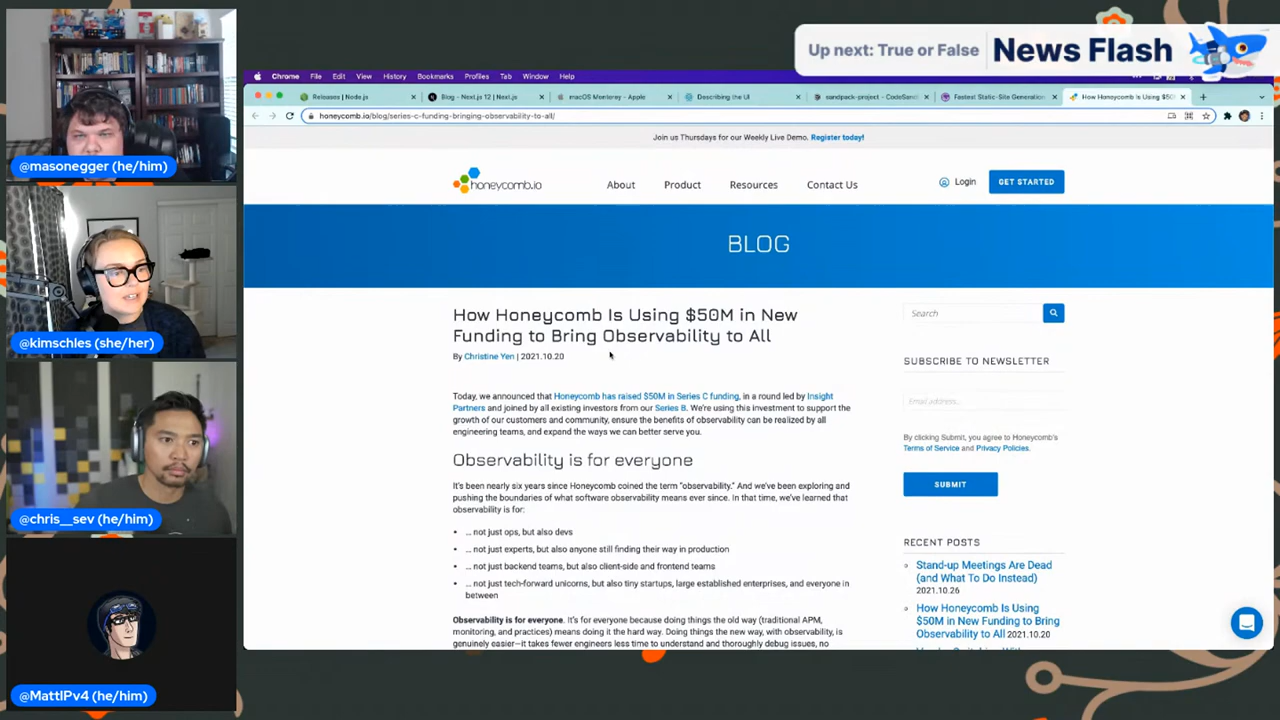 @masonegger (he/him)
@kimschles (she/her)
@chris__sev (he/him)
@MattIPv4 (he/him)
Up next: True or False
News Flash
Chrome File Edit View History Bookmarks Profiles Tab Window Help
Releases | Node.js
Blog - Next.js 12 | Next.js
macOS Monterey - Apple
Describing the UI
sandpack-project - CodeSand
Fastest Static-Site Generation
How Honeycomb Is Using $50
honeycomb.io/blog/series-c-funding-bringing-observability-to-all/
Join us Thursdays for our Weekly Live Demo. Register today!
honeycomb.io
About
Product
Resources
Contact Us
Login
GET STARTED
BLOG
How Honeycomb Is Using $50M in New
Funding to Bring Observability to All
By Christine Yen | 2021.10.20
Today, we announced that Honeycomb has raised $50M in Series C funding, in a round led by Insight
Partners and joined by all existing investors from our Series B. We're using this investment to support the
growth of our customers and community, ensure the benefits of observability can be realized by all
engineering teams, and expand the ways we can better serve you.
Observability is for everyone
It's been nearly six years since Honeycomb coined the term "observability." And we've been exploring and
pushing the boundaries of what software observability means ever since. In that time, we've learned that
observability is for:
... not just ops, but also devs
... not just experts, but also anyone still finding their way in production
... not just backend teams, but also client-side and frontend teams
... not just tech-forward unicorns, but also tiny startups, large established enterprises, and everyone in
between
Observability is for everyone. It's for everyone because doing things the old way (traditional APM,
monitoring, and practices) means doing it the hard way. Doing things the new way, with observability, is
genuinely easier—it takes fewer engineers less time to understand and thoroughly debug issues, no
Search
SUBSCRIBE TO NEWSLETTER
Email address...
By clicking Submit, you agree to Honeycomb's
Terms of Service and Privacy Policies.
SUBMIT
RECENT POSTS
Stand-up Meetings Are Dead
(and What To Do Instead)
2021.10.26
How Honeycomb Is Using
$50M in New Funding to Bring
Observability to All 2021.10.20